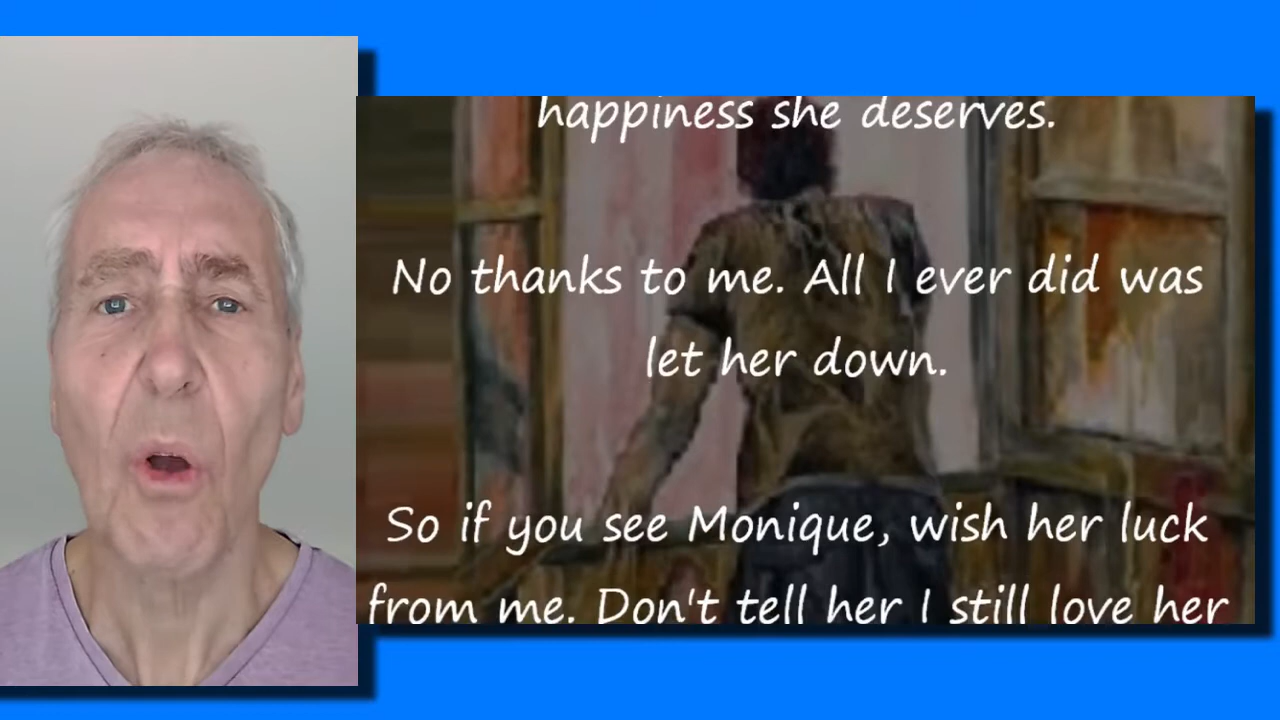 happiness she deserves.
No thanks to me. All I ever did was
let her down.
So if you see Monique, wish her luck
from me. Don't tell her I still love her